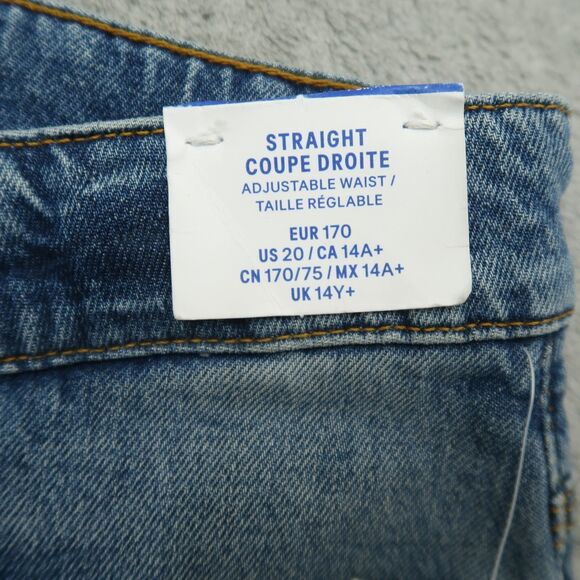 STRAIGHT
COUPE DROITE
ADJUSTABLE WAIST /
TAILLE RÉGLABLE
EUR 170
US 20 / CA 14A+
CN 170/75 / MX 14A+
UK 14Y+